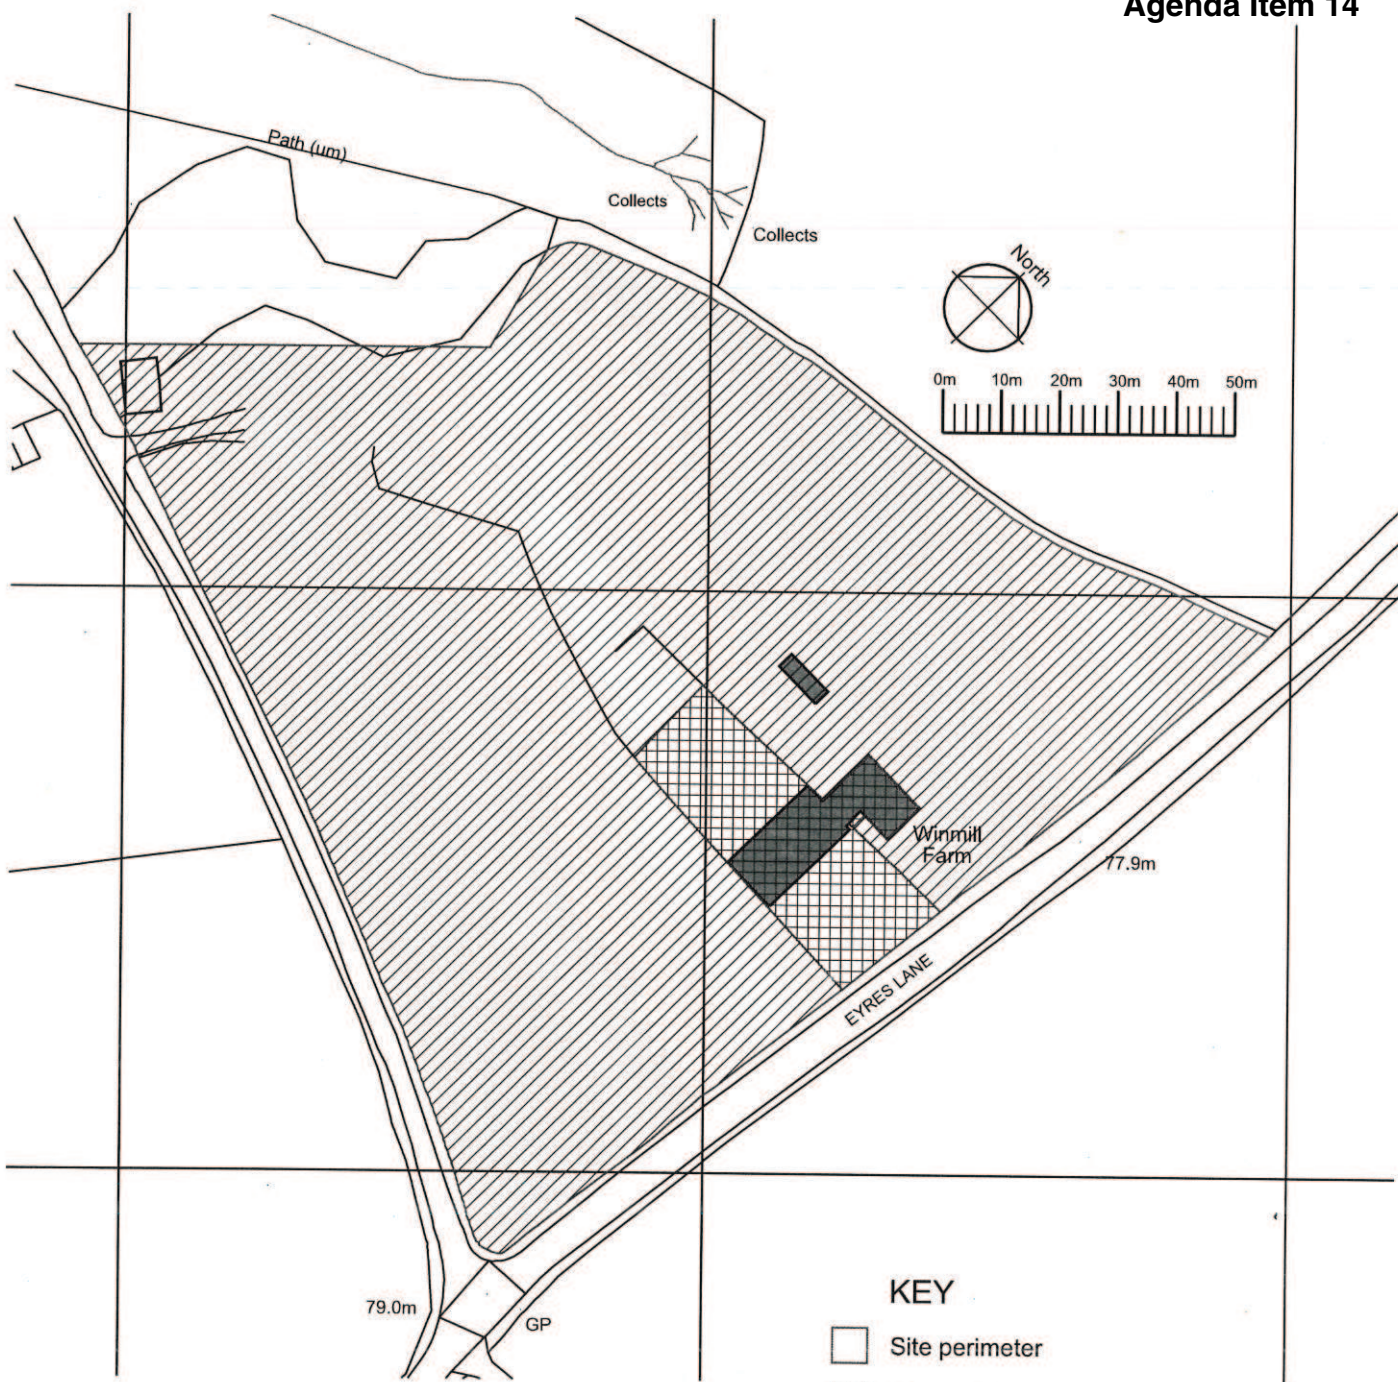 Agenda Item 14
Path (um)
Collects
Collects
North
0m 10m 20m 30m 40m 50m
Winmill
Farm
77.9m
EYRES LANE
79.0m
GP
KEY
Site perimeter